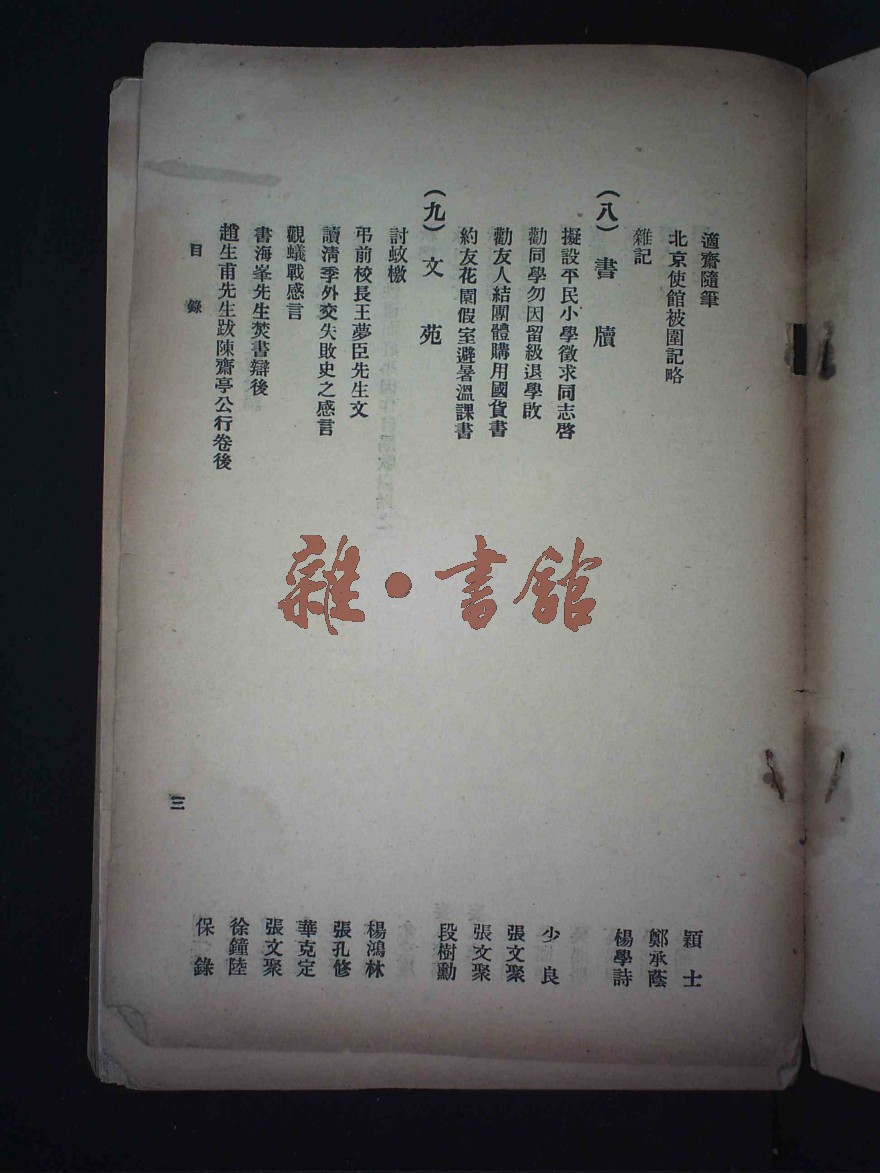 適齋隨筆 穎士
北京使館被圍記略 鄭承蔭
雜記 楊學詩
(八)書牘
擬設平民小學徵求同志啓 少良
勸同學勿因留級退學啟 張文聚
勸友人結團體購用國貨書 張文聚
約友花園假室避暑溫課書 段樹勳
(九)文苑
討蚊檄 楊鴻林
弔前校長王夢臣先生文 張孔修
讀淸季外交失敗史之感言 華克定
觀蟻戰感言 張文聚
書海峯先生焚書辯後 徐鐘陸
趙生甫先生跋陳齋亭公行卷後 保錄
目錄
三
雜·書館